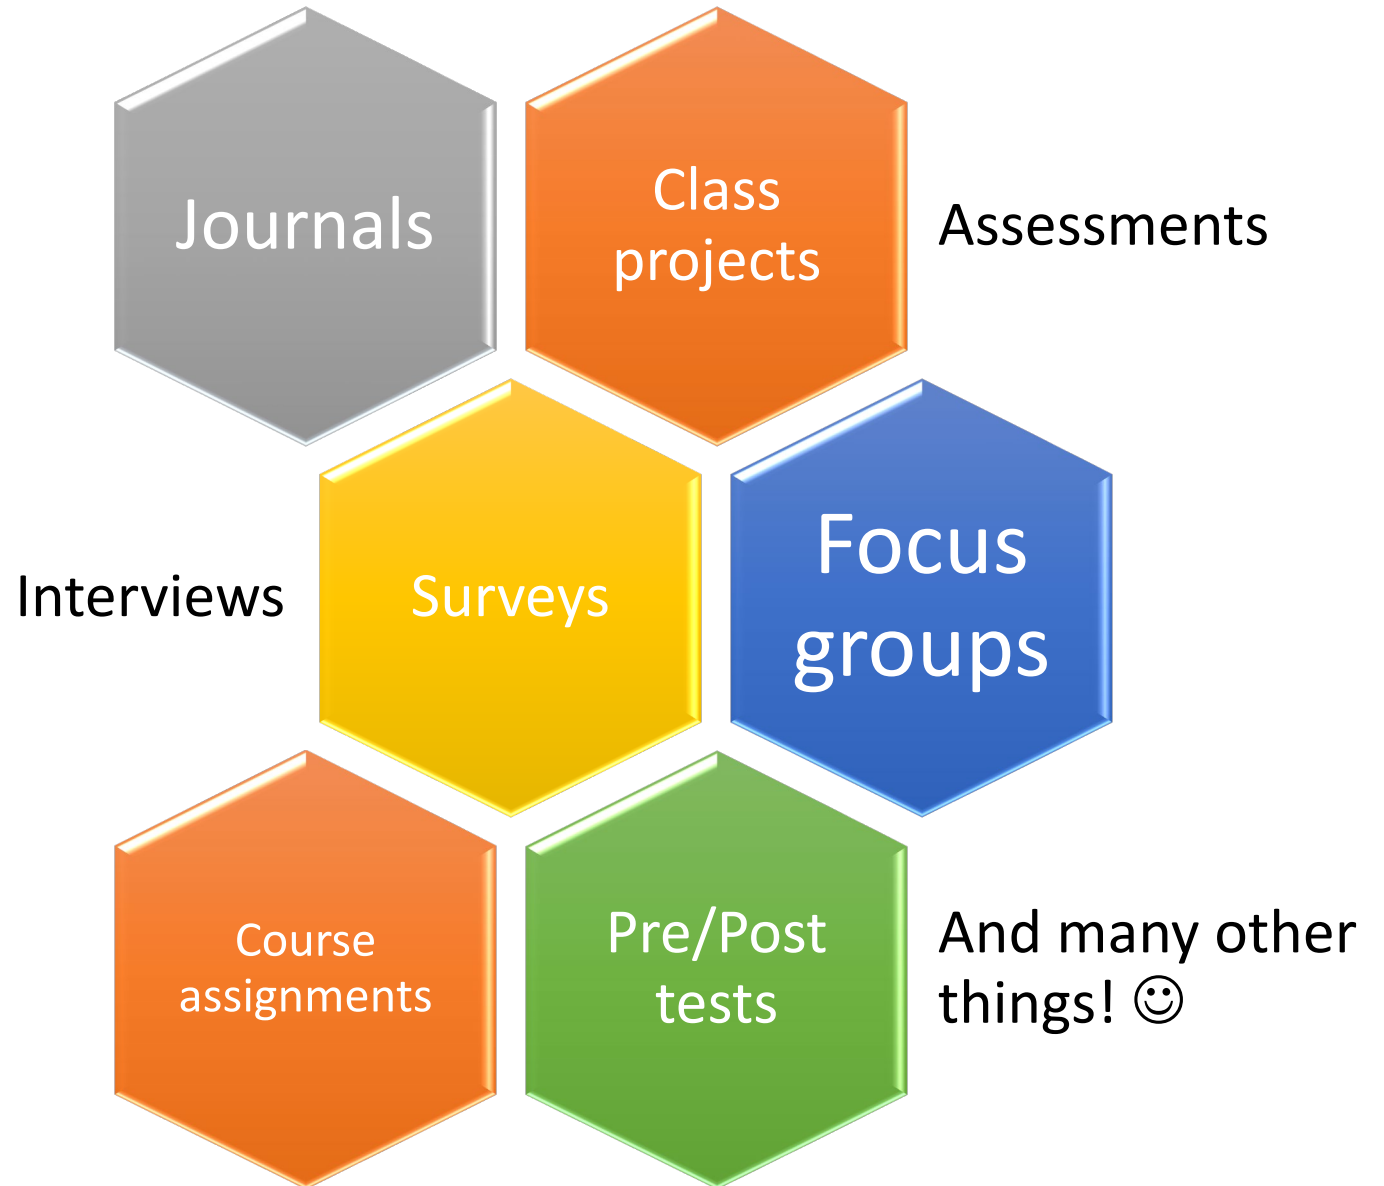 Journals
Class
projects
Assessments
Interviews
Surveys
Focus
groups
Course
assignments
Pre/Post
tests
And many other
things! ☺